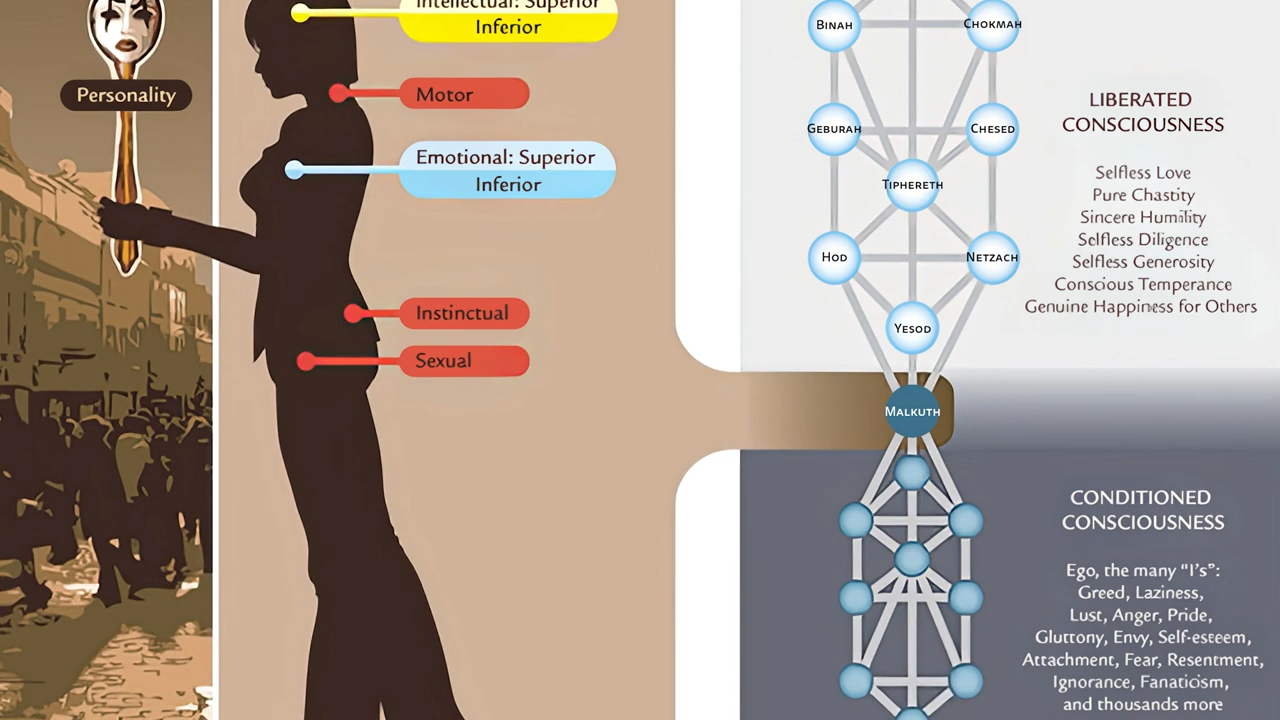 Intellectual: Superior
Inferior
Personality
Motor
Emotional: Superior
Inferior
Instinctual
Sexual
BINAH
CHOKMAH
GEBURAH
CHESED
TIPHERETH
HOD
NETZACH
YESOD
MALKUTH
LIBERATED
CONSCIOUSNESS
Selfless Love
Pure Chastity
Sincere Humility
Selfless Diligence
Selfless Generosity
Conscious Temperance
Genuine Happiness for Others
CONDITIONED
CONSCIOUSNESS
Ego, the many “I's”:
Greed, Laziness,
Lust, Anger, Pride,
Gluttony, Envy, Self-esteem,
Attachment, Fear, Resentment,
Ignorance, Fanaticism,
and thousands more